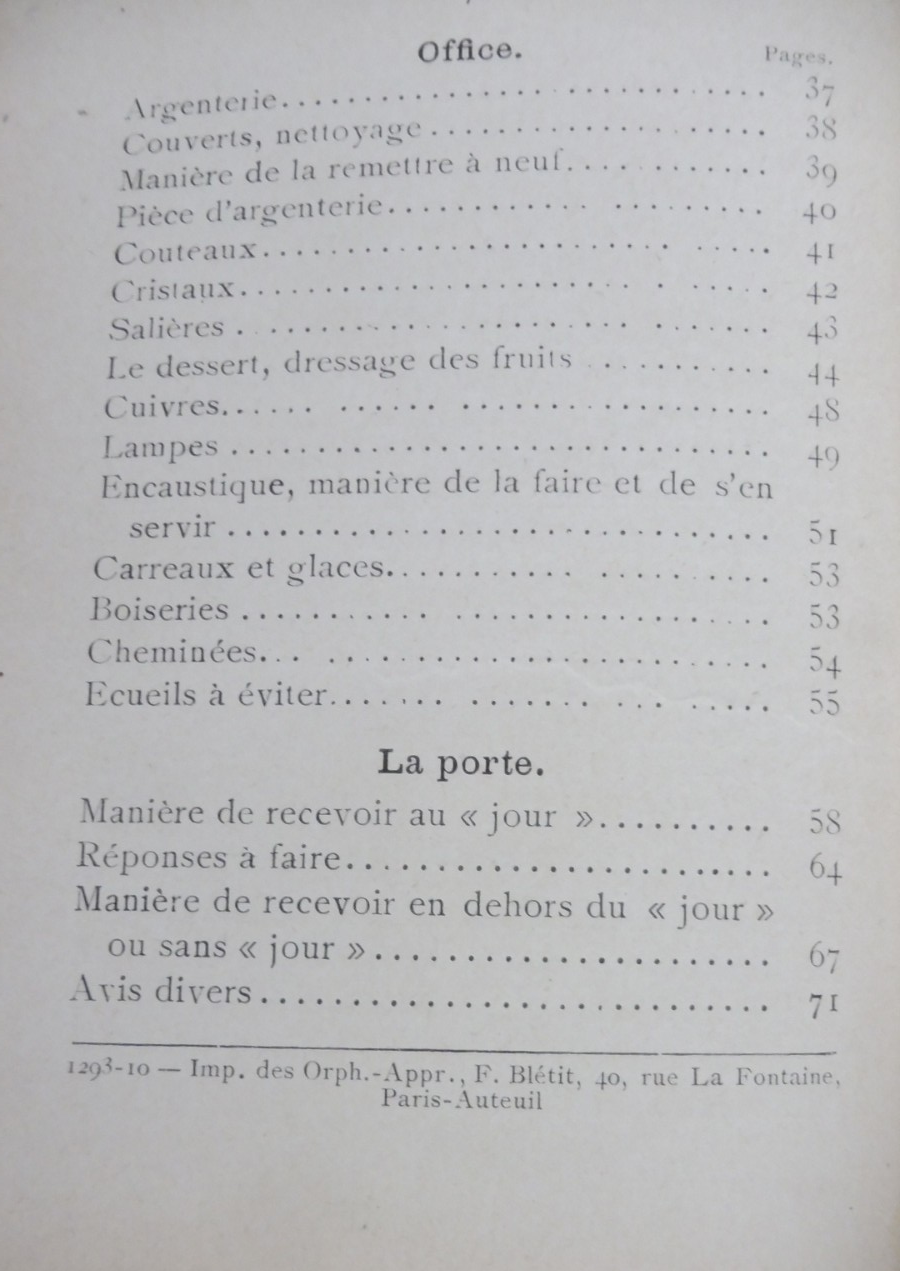 Office.
Pages.
Argenterie........................ 37
Couverts, nettoyage.................... 38
Manière de la remettre à neuf............ 39
Pièce d'argenterie................... 40
Couteaux............................. 41
Cristaux............................. 42
Salières............................. 43
Le dessert, dressage des fruits........... 44
Cuivres............................. 48
Lampes............................. 49
Encaustique, manière de la faire et de s'en
servir............................. 51
Carreaux et glaces................... 53
Boiseries........................... 53
Cheminées........................... 54
Ecueils à éviter...................... 55
La porte.
Manière de recevoir au « jour ».......... 58
Réponses à faire........................ 64
Manière de recevoir en dehors du « jour »
ou sans « jour »...................... 67
Avis divers............................ 71
1293-10 — Imp. des Orph.-Appr., F. Blétit, 40, rue La Fontaine,
Paris-Auteuil